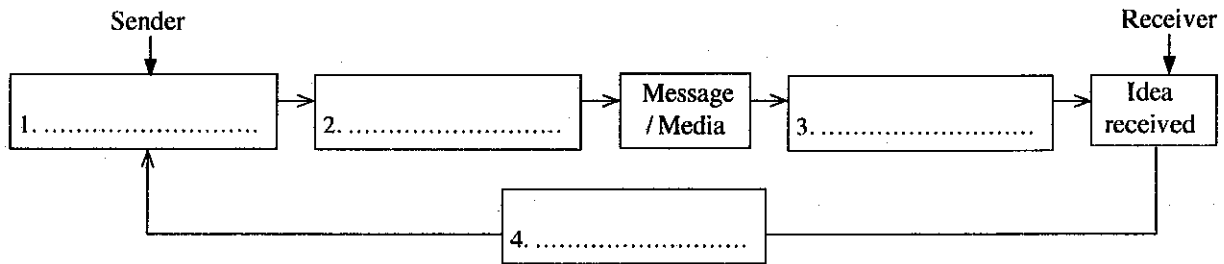 Sender
Receiver
1. ............................
2. ............................
Message
/ Media
3. ............................
Idea
received
4. ............................